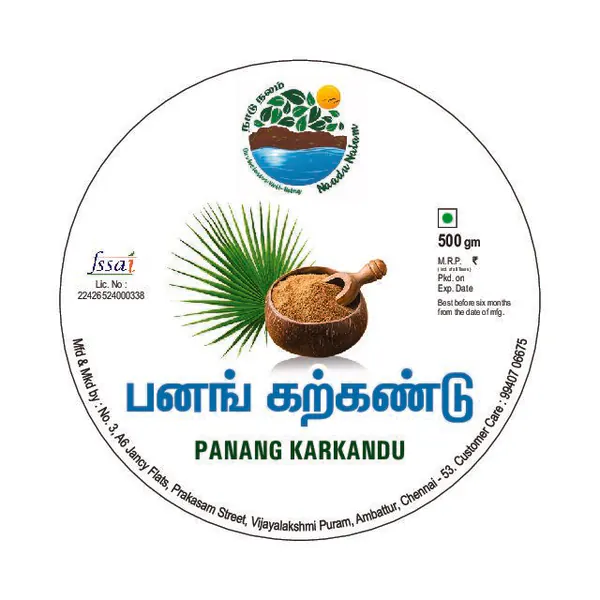 நாடு நலம்
Naadu Nalam
500 gm
M.R.P. ₹
Pkd. on
Exp. Date
Best before six months
from the date of mfg.
fssai
Lic. No :
22426524000338
பனங் கற்கண்டு
PANANG KARKANDU
Mfd & Mkd by : No. 3, A6 Jancy Flats, Prakasam Street, Vijayalakshmi Puram, Ambattur, Chennai - 53. Customer Care : 99407 06675